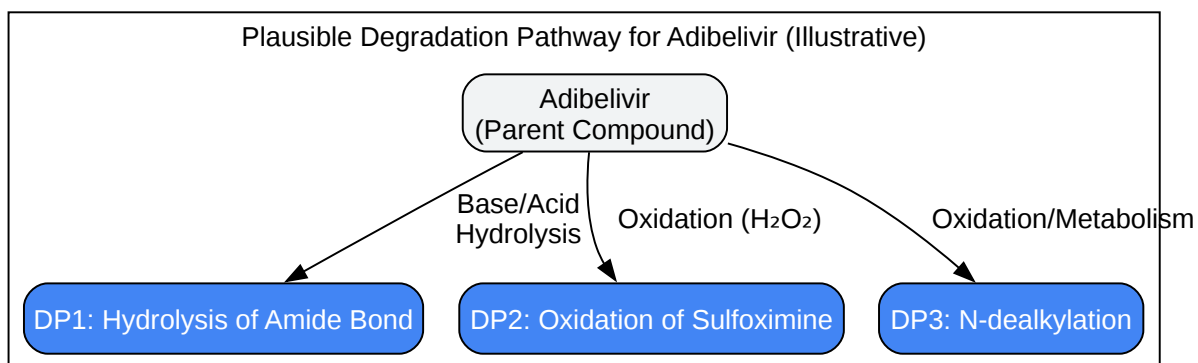 Plausible Degradation Pathway for Adibelivir (Illustrative)
Adibelivir
(Parent Compound)
Base/Acid
Hydrolysis
Oxidation (H₂O₂)
Oxidation/Metabolism
DP1: Hydrolysis of Amide Bond
DP2: Oxidation of Sulfoximine
DP3: N-dealkylation